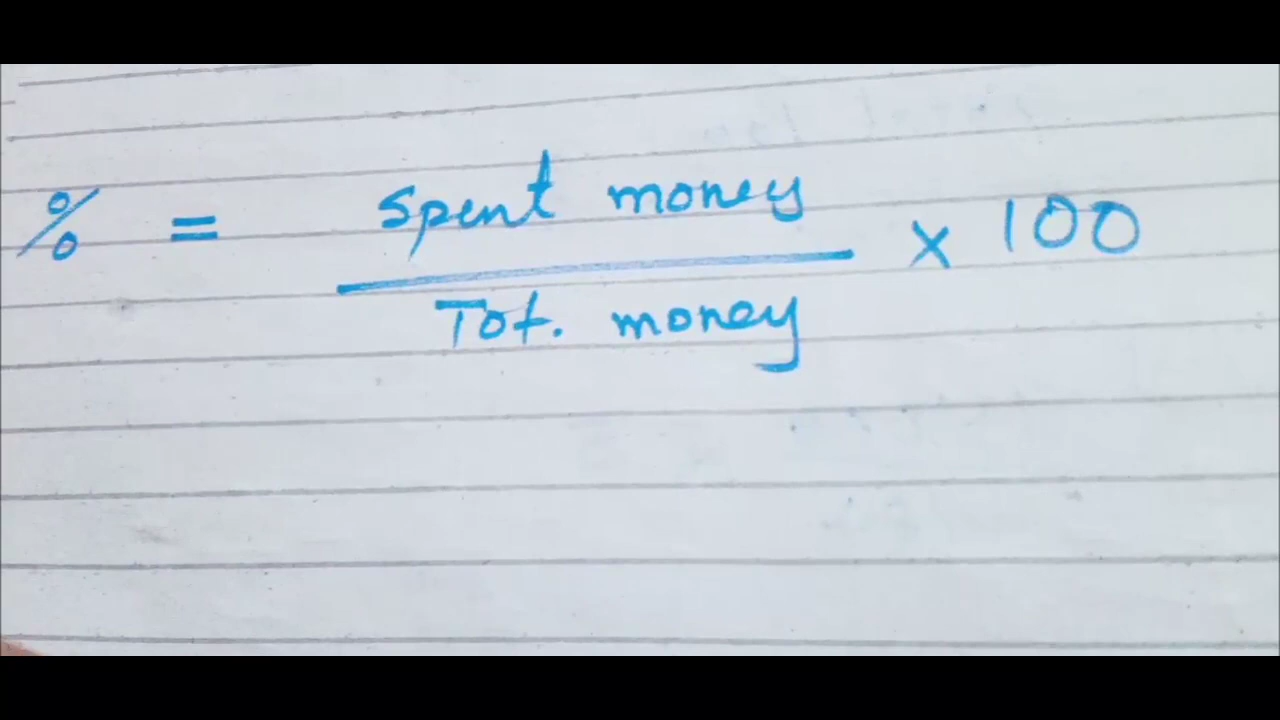 % = Spent money / Tot. money × 100